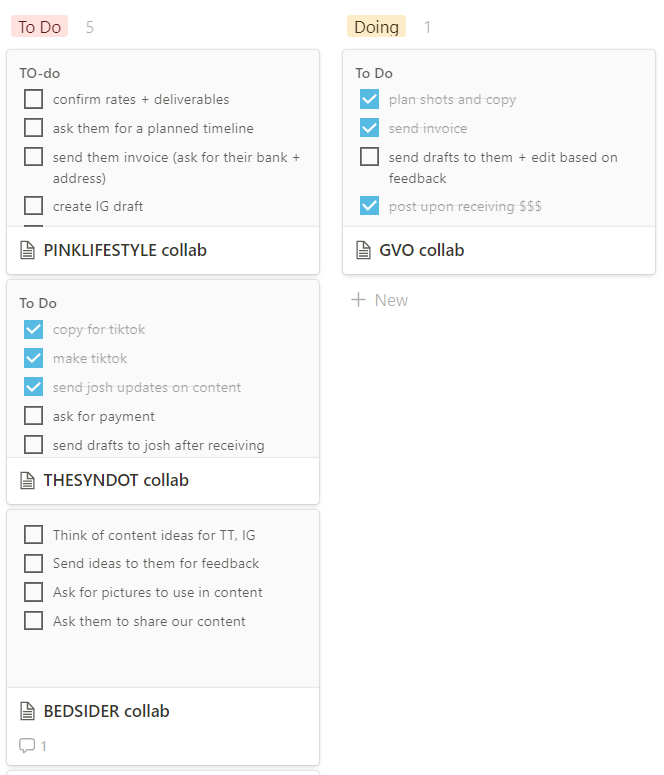 To Do 5
TO-do
confirm rates + deliverables
ask them for a planned timeline
send them invoice (ask for their bank +
address)
create IG draft
PINKLIFESTYLE collab
To Do
copy for tiktok
make tiktok
send josh updates on content
ask for payment
send drafts to josh after receiving
THESYNDOT collab
Think of content ideas for TT, IG
Send ideas to them for feedback
Ask for pictures to use in content
Ask them to share our content
BEDSIDER collab
1
Doing 1
To Do
plan shots and copy
send invoice
send drafts to them + edit based on
feedback
post upon receiving $$$
GVO collab
+ New